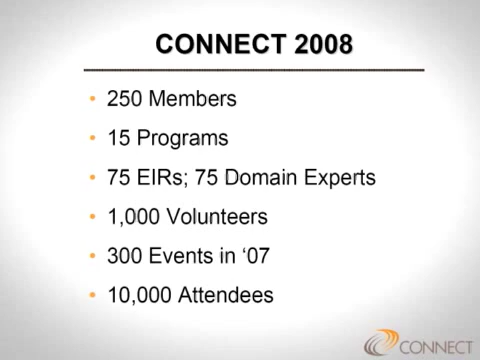 CONNECT 2008
• 250 Members
• 15 Programs
• 75 EIRs; 75 Domain Experts
• 1,000 Volunteers
• 300 Events in ‘07
• 10,000 Attendees
CONNECT